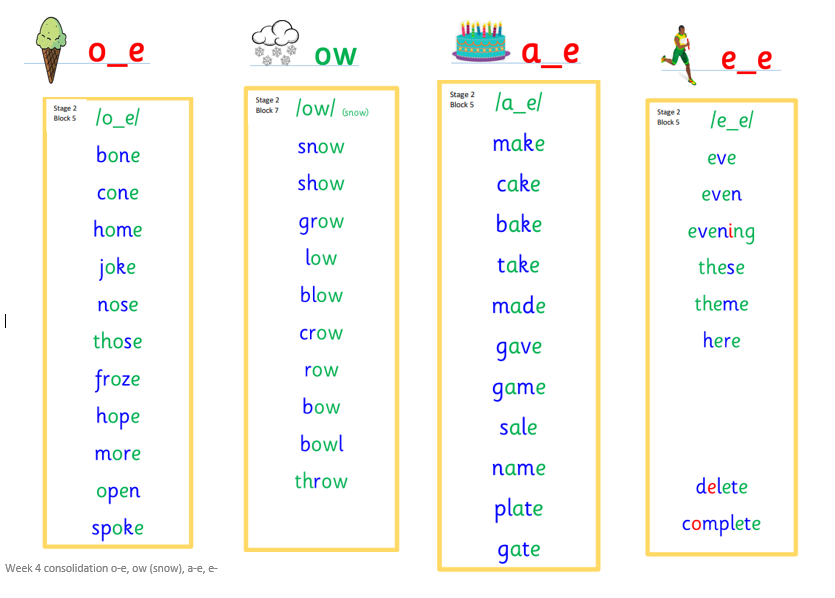 o_e
Stage 2
Block 5
/o_e/
bone
cone
home
joke
nose
those
froze
hope
more
open
spoke
ow
Stage 2
Block 7
/ow/ (snow)
snow
show
grow
low
blow
crow
row
bow
bowl
throw
a_e
Stage 2
Block 5
/a_e/
make
cake
bake
take
made
gave
game
sale
name
plate
gate
e_e
Stage 2
Block 5
/e_e/
eve
even
evening
these
theme
here
delete
complete
Week 4 consolidation o-e, ow (snow), a-e, e-